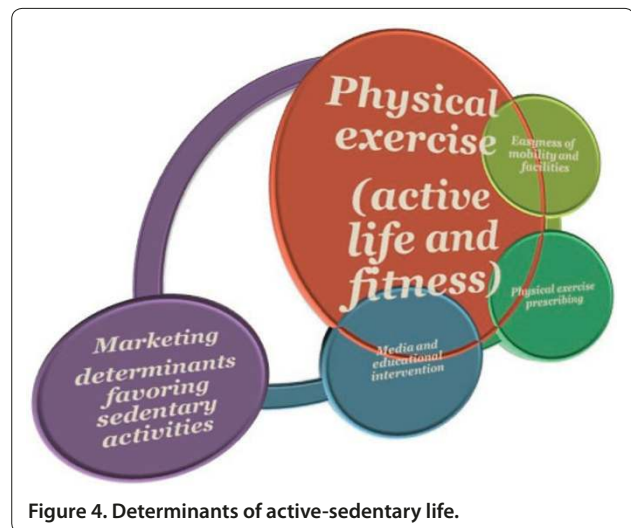 Physical
exercise
(active
life and
fitness)
Easyness of
mobility and
facilities
Physical exercise
prescribing
Media and
educational
intervention
Marketing
determinants
favoring
sedentary
activities
Figure 4. Determinants of active-sedentary life.